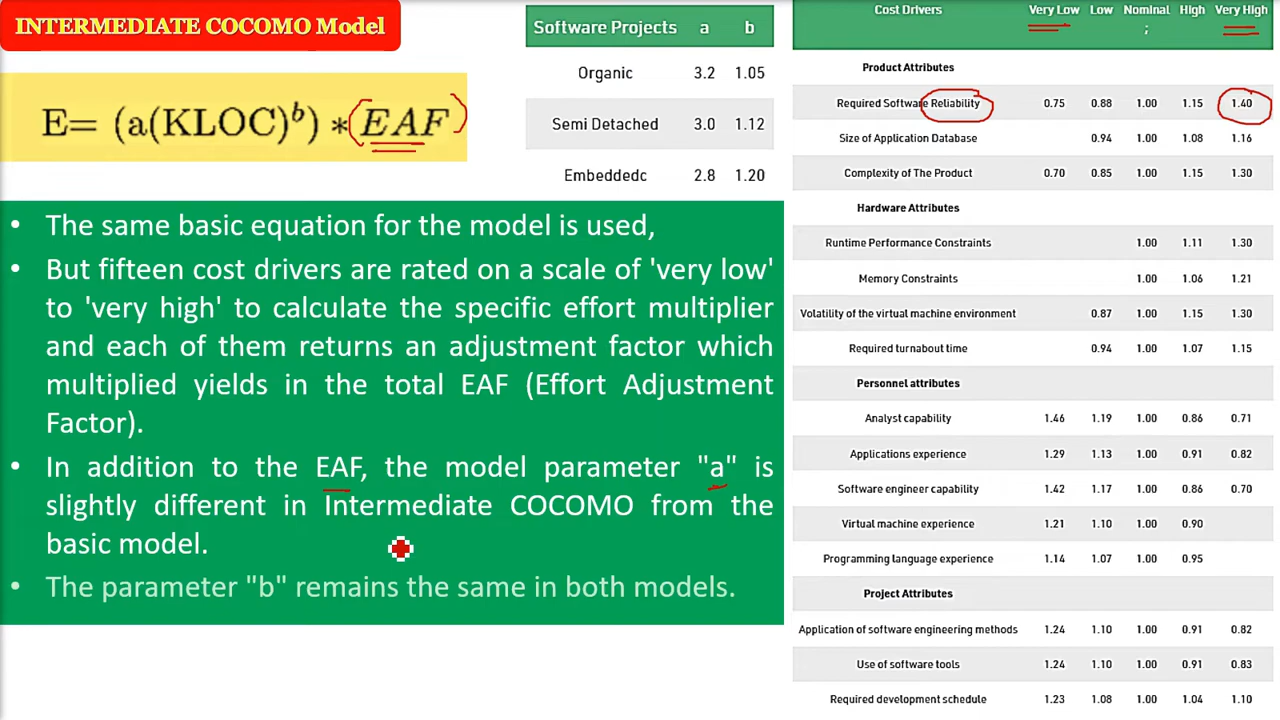 INTERMEDIATE COCOMO Model
E= (a(KLOC)^b) * (EAF)
Software Projects a b
Organic 3.2 1.05
Semi Detached 3.0 1.12
Embeddedc 2.8 1.20
• The same basic equation for the model is used,
• But fifteen cost drivers are rated on a scale of 'very low'
to 'very high' to calculate the specific effort multiplier
and each of them returns an adjustment factor which
multiplied yields in the total EAF (Effort Adjustment
Factor).
• In addition to the EAF, the model parameter "a" is
slightly different in Intermediate COCOMO from the
basic model.
• The parameter "b" remains the same in both models.
Cost Drivers Very Low Low Nominal High Very High
;
Product Attributes
Required Software Reliability 0.75 0.88 1.00 1.15 1.40
Size of Application Database 0.94 1.00 1.08 1.16
Complexity of The Product 0.70 0.85 1.00 1.15 1.30
Hardware Attributes
Runtime Performance Constraints 1.00 1.11 1.30
Memory Constraints 1.00 1.06 1.21
Volatility of the virtual machine environment 0.87 1.00 1.15 1.30
Required turnabout time 0.94 1.00 1.07 1.15
Personnel attributes
Analyst capability 1.46 1.19 1.00 0.86 0.71
Applications experience 1.29 1.13 1.00 0.91 0.82
Software engineer capability 1.42 1.17 1.00 0.86 0.70
Virtual machine experience 1.21 1.10 1.00 0.90
Programming language experience 1.14 1.07 1.00 0.95
Project Attributes
Application of software engineering methods 1.24 1.10 1.00 0.91 0.82
Use of software tools 1.24 1.10 1.00 0.91 0.83
Required development schedule 1.23 1.08 1.00 1.04 1.10